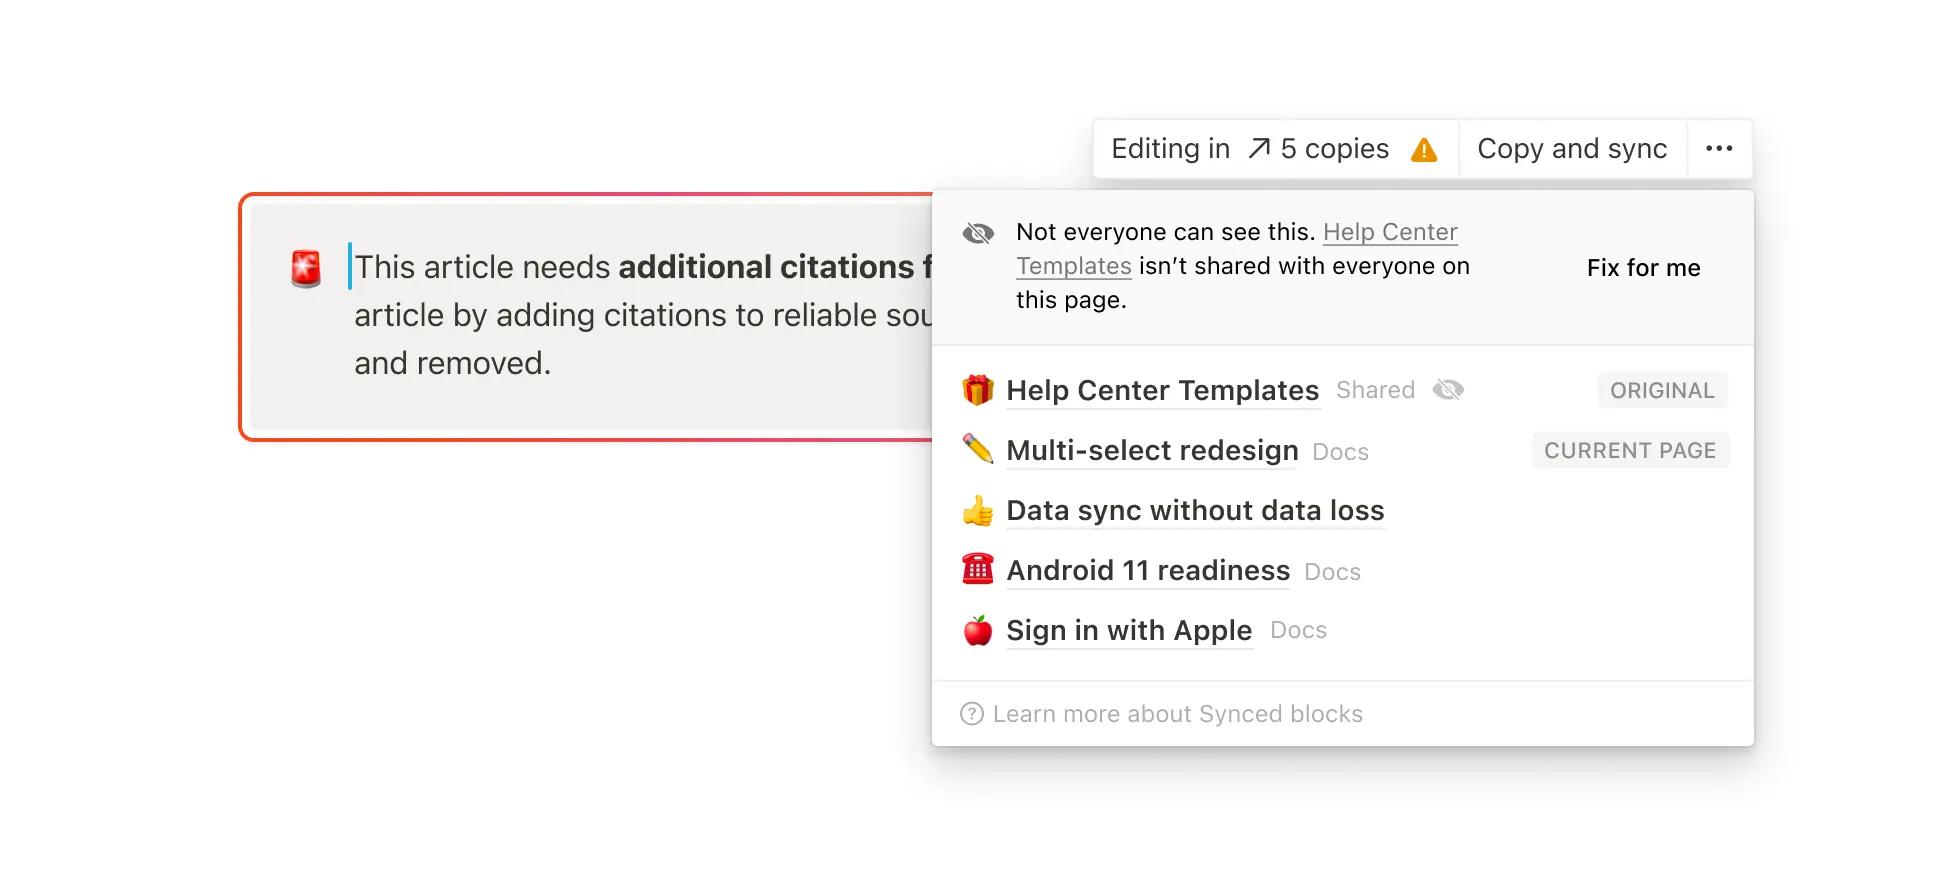 Editing in ↗ 5 copies Copy and sync •••
This article needs additional citations f
article by adding citations to reliable sou
and removed.
Not everyone can see this. Help Center
Templates isn’t shared with everyone on
this page.
Fix for me
Help Center Templates Shared ORIGINAL
Multi-select redesign Docs CURRENT PAGE
Data sync without data loss
Android 11 readiness Docs
Sign in with Apple Docs
Learn more about Synced blocks